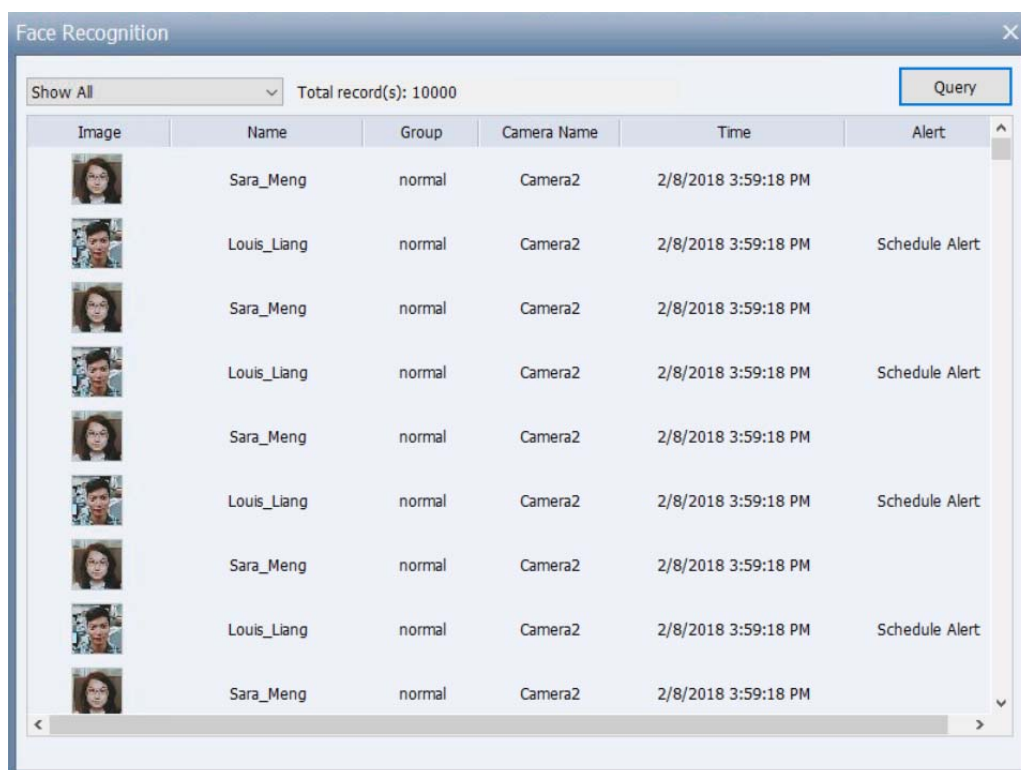 Face Recognition
Show All Total record(s): 10000 Query
Image Name Group Camera Name Time Alert
Sara_Meng normal Camera2 2/8/2018 3:59:18 PM
Louis_Liang normal Camera2 2/8/2018 3:59:18 PM Schedule Alert
Sara_Meng normal Camera2 2/8/2018 3:59:18 PM
Louis_Liang normal Camera2 2/8/2018 3:59:18 PM Schedule Alert
Sara_Meng normal Camera2 2/8/2018 3:59:18 PM
Louis_Liang normal Camera2 2/8/2018 3:59:18 PM Schedule Alert
Sara_Meng normal Camera2 2/8/2018 3:59:18 PM
Louis_Liang normal Camera2 2/8/2018 3:59:18 PM Schedule Alert
Sara_Meng normal Camera2 2/8/2018 3:59:18 PM